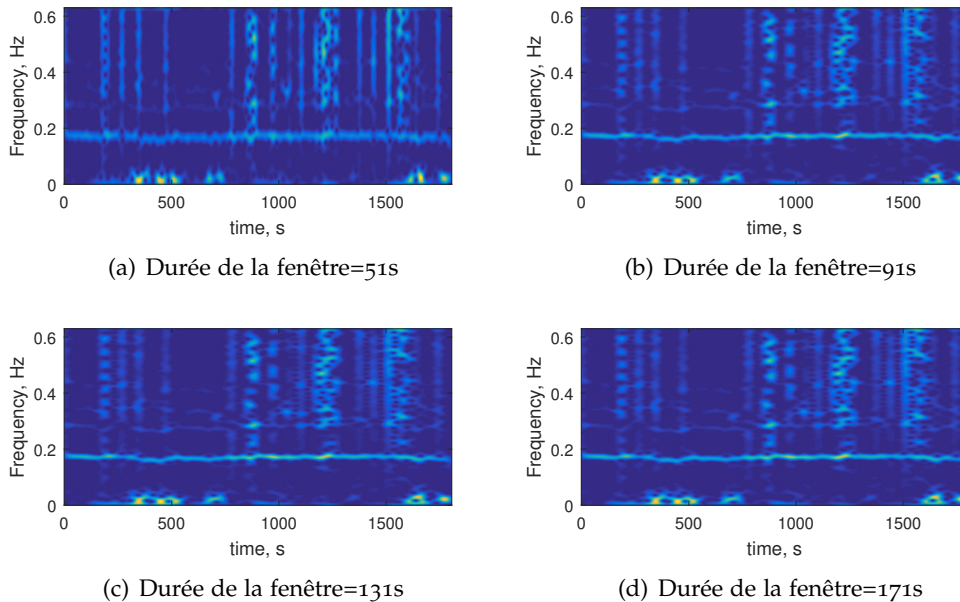 0.6
0.4
0.2
0
Frequency, Hz
0 500 1000 1500
time, s
(a) Durée de la fenêtre=51s
0.6
0.4
0.2
0
Frequency, Hz
0 500 1000 1500
time, s
(b) Durée de la fenêtre=91s
0.6
0.4
0.2
0
Frequency, Hz
0 500 1000 1500
time, s
(c) Durée de la fenêtre=131s
0.6
0.4
0.2
0
Frequency, Hz
0 500 1000 1500
time, s
(d) Durée de la fenêtre=171s